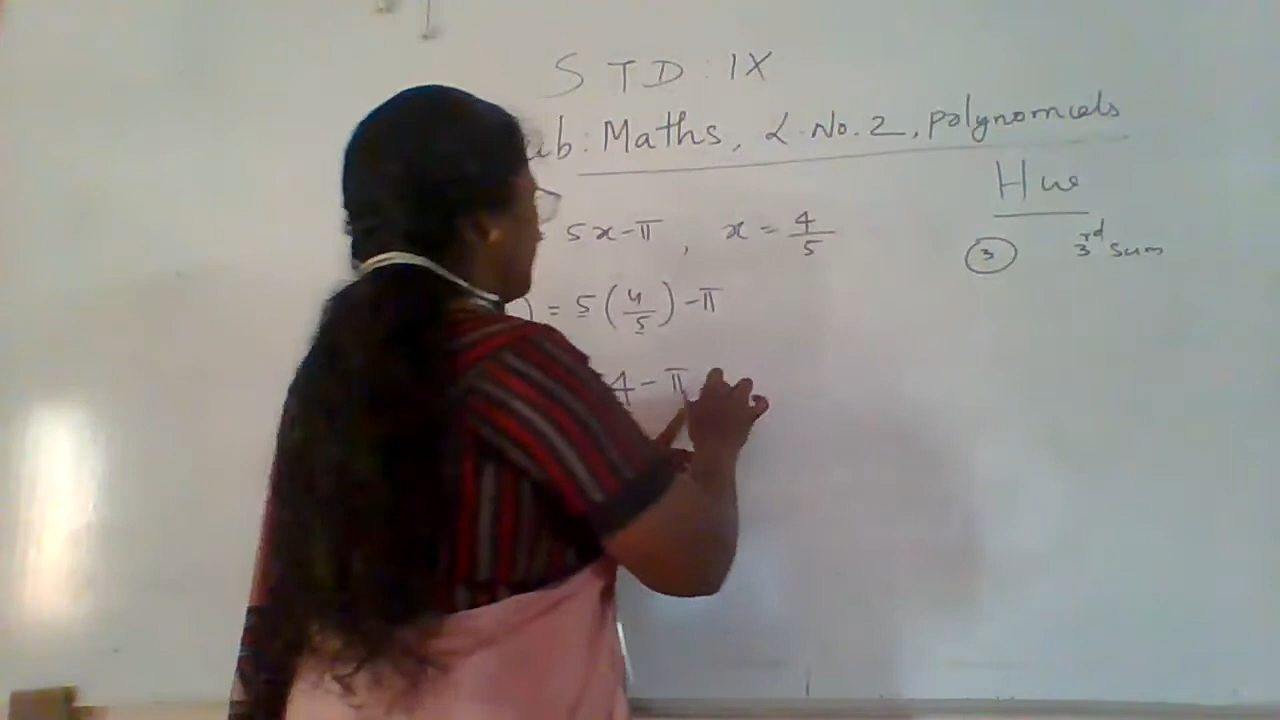 STD: IX
ub: Maths, L.No.2, polynomials
= 5x-π, x = 4/5
) = 5(4/5) -π
4 - π
Hw
③ 3rd sum